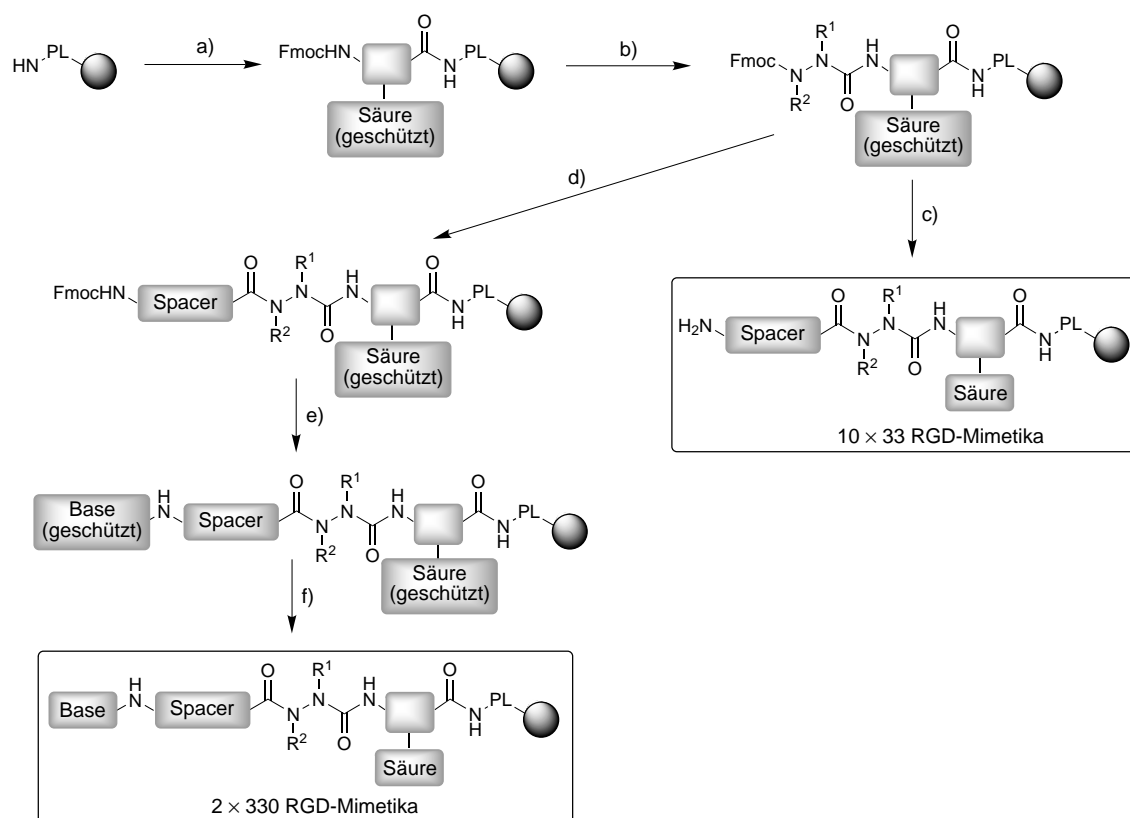 HN PL
a)
FmocHN O N H PL
Säure
(geschützt)
b)
Fmoc N R² N R¹ O H N O N H PL
Säure
(geschützt)
d)
c)
FmocHN Spacer O N R² N R¹ O H N O N H PL
Säure
(geschützt)
H₂N Spacer O N R² N R¹ O H N O N H PL
Säure
10 × 33 RGD-Mimetika
e)
Base
(geschützt)
H N Spacer O N R² N R¹ O H N O N H PL
Säure
(geschützt)
f)
Base H N Spacer O N R² N R¹ O H N O N H PL
Säure
2 × 330 RGD-Mimetika